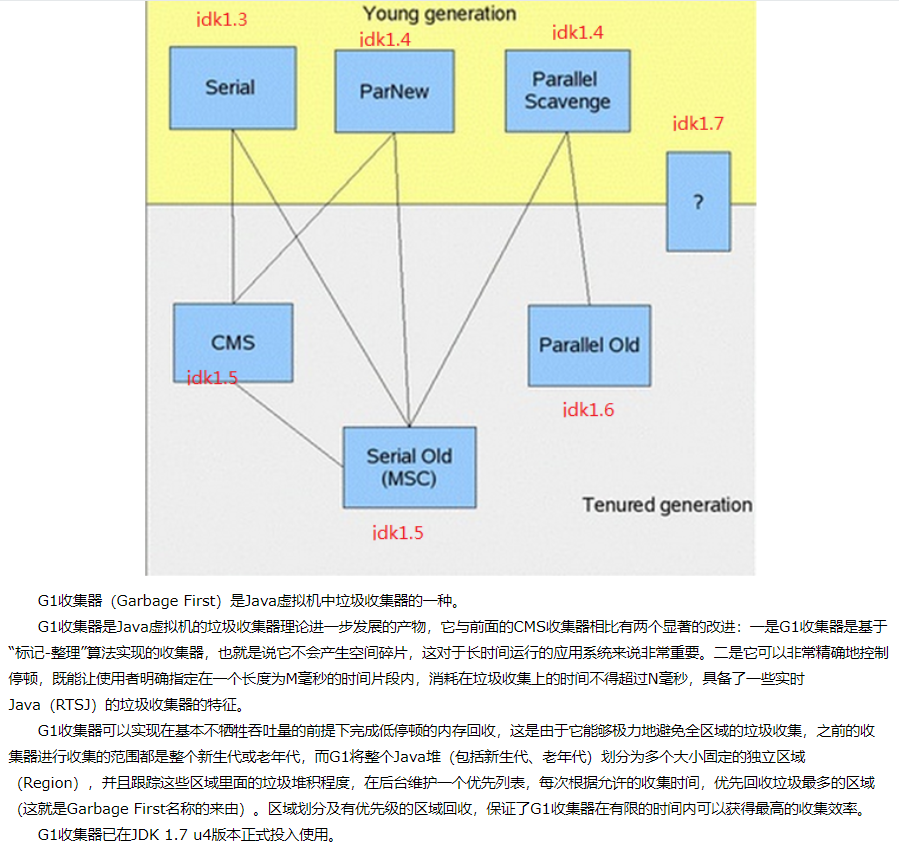 Young generation
jdk1.3
jdk1.4
jdk1.4
Serial
ParNew
Parallel
Scavenge
jdk1.7
?
CMS
jdk1.5
Parallel Old
jdk1.6
Serial Old
(MSC)
Tenured generation
jdk1.5
G1收集器（Garbage First）是Java虚拟机中垃圾收集器的一种。
G1收集器是Java虚拟机的垃圾收集器理论进一步发展的产物，它与前面的CMS收集器相比有两个显著的改进：一是G1收集器是基于
“标记-整理”算法实现的收集器，也就是说它不会产生空间碎片，这对于长时间运行的应用系统来说非常重要。二是它可以非常精确地控制
停顿，既能让使用者明确指定在一个长度为M毫秒的时间片段内，消耗在垃圾收集上的时间不得超过N毫秒，具备了一些实时
Java（RTSJ）的垃圾收集器的特征。
G1收集器可以实现在基本不牺牲吞吐量的前提下完成低停顿的内存回收，这是由于它能够极力地避免全区域的垃圾收集，之前的收
集器进行收集的范围都是整个新生代或老年代，而G1将整个Java堆（包括新生代、老年代）划分为多个大小固定的独立区域
（Region），并且跟踪这些区域里面的垃圾堆积程度，在后台维护一个优先列表，每次根据允许的收集时间，优先回收垃圾最多的区域
（这就是Garbage First名称的来由）。区域划分及有优先级的区域回收，保证了G1收集器在有限的时间内可以获得最高的收集效率。
G1收集器已在JDK 1.7 u4版本正式投入使用。